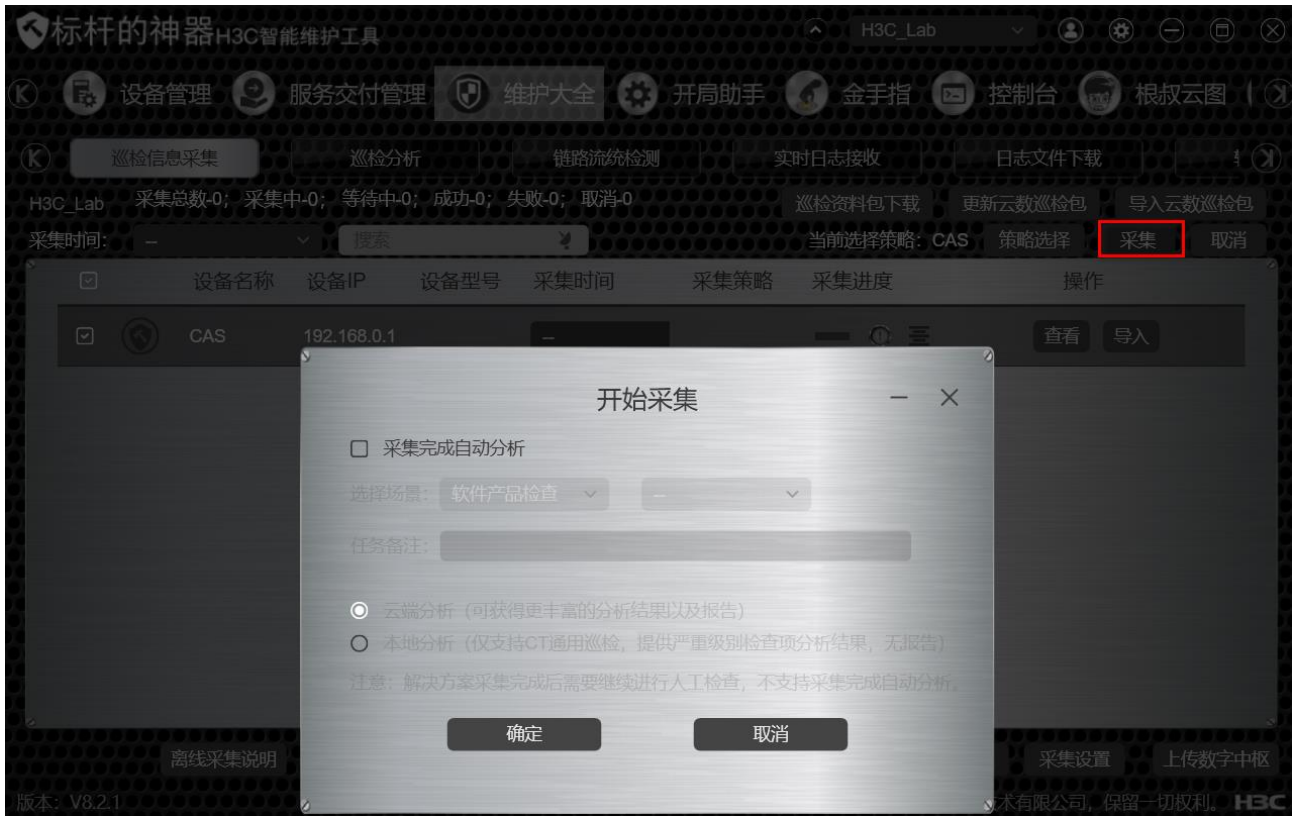 标杆的神器H3C智能维护工具 H3C_Lab
设备管理 服务交付管理 维护大全 开局助手 金手指 控制台 根叔云图
巡检信息采集 巡检分析 链路流统检测 实时日志接收 日志文件下载
H3C_Lab 采集总数-0; 采集中-0; 等待中-0; 成功-0; 失败-0; 取消-0 巡检资料包下载 更新云数巡检包 导入云数巡检包
采集时间: -- 搜索 当前选择策略: CAS 策略选择 采集 取消
设备名称 设备IP 设备型号 采集时间 采集策略 采集进度 操作
CAS 192.168.0.1 -- 查看 导入
开始采集
采集完成自动分析
选择场景: 软件产品检查 --
任务备注:
云端分析（可获得更丰富的分析结果以及报告）
本地分析（仅支持CT通用巡检，提供严重级别检查项分析结果，无报告）
注意：解决方案采集完成后需要继续进行人工检查，不支持采集完成自动分析。
确定 取消
离线采集说明 采集设置 上传数字中枢
版本: V8.2.1 术有限公司，保留一切权利。 H3C